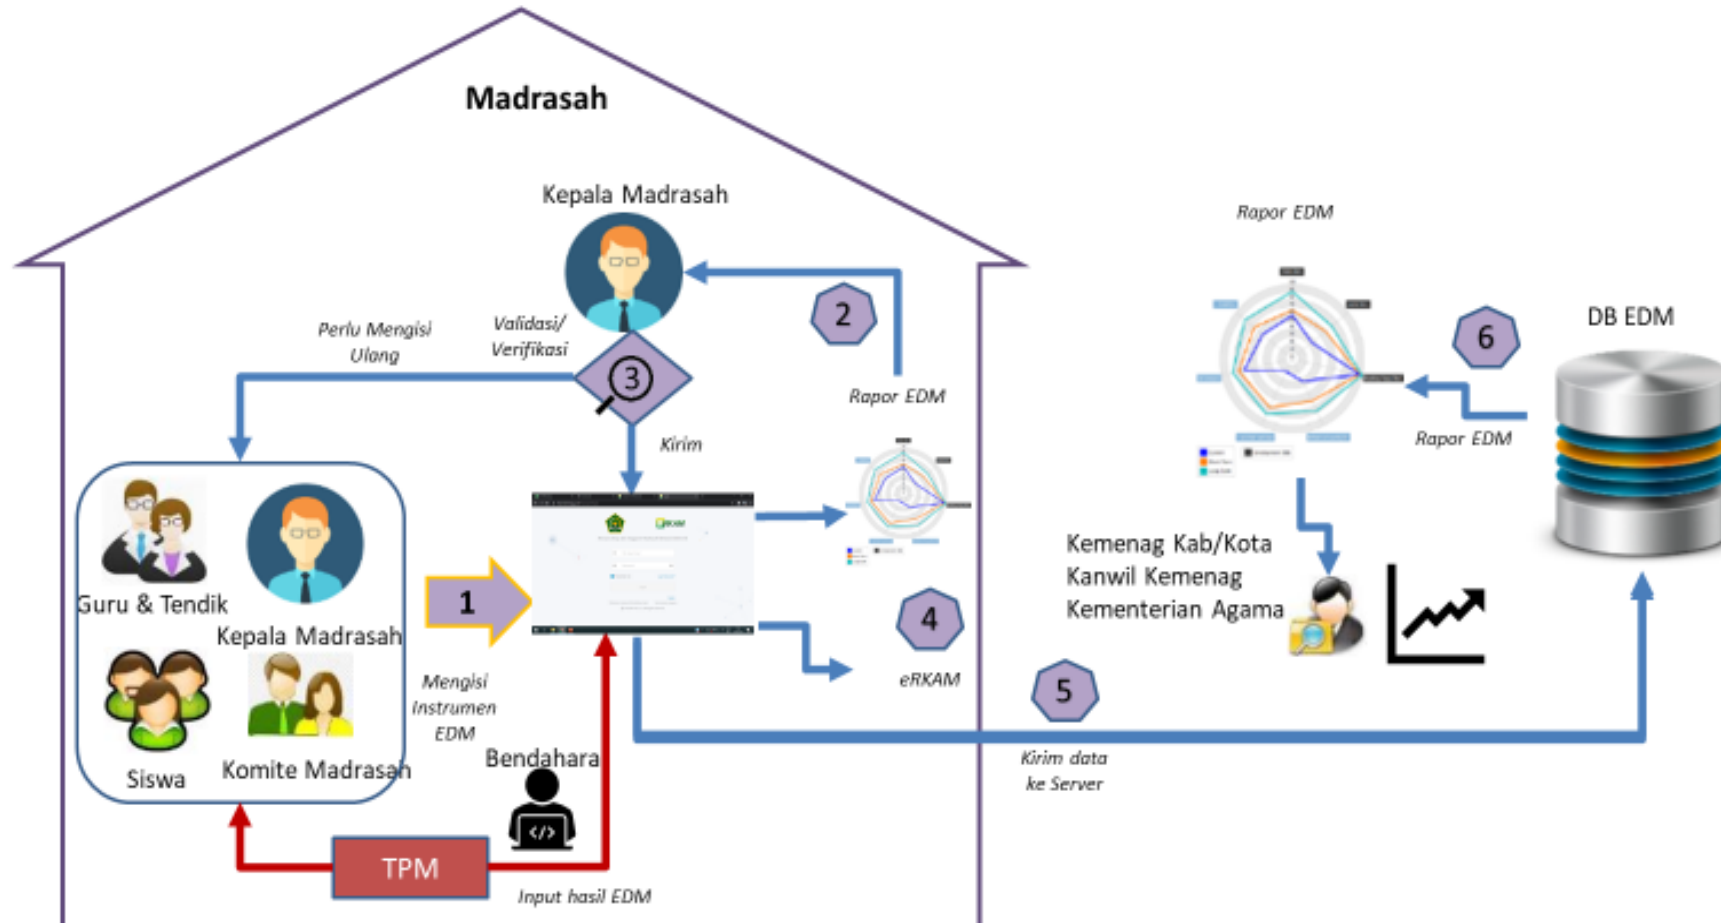 Madrasah
Kepala Madrasah
2
Validasi/
Verifikasi
Perlu Mengisi
Ulang
3
Kirim
Rapor EDM
Guru & Tendik
Kepala Madrasah
Siswa
Komite Madrasah
1
Mengisi
Instrumen
EDM
4
eRKAM
Bendahara
TPM
Input hasil EDM
5
Kirim data
ke Server
Rapor EDM
6
DB EDM
Rapor EDM
Kemenag Kab/Kota
Kanwil Kemenag
Kementerian Agama